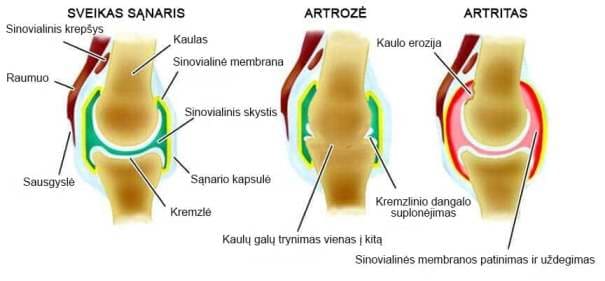 SVEIKAS SĄNARIS
Sinovialinis krepšys
Kaulas
Sinovialinė membrana
Raumuo
Sinovialinis skystis
Sausgyslė
Sąnario kapsulė
Kremzlė
ARTROZĖ
Kremzlinio dangalo
suplonėjimas
Kaulų galų trynimas vienas į kitą
ARTRITAS
Kaulo erozija
Sinovialinės membranos patinimas ir uždegimas